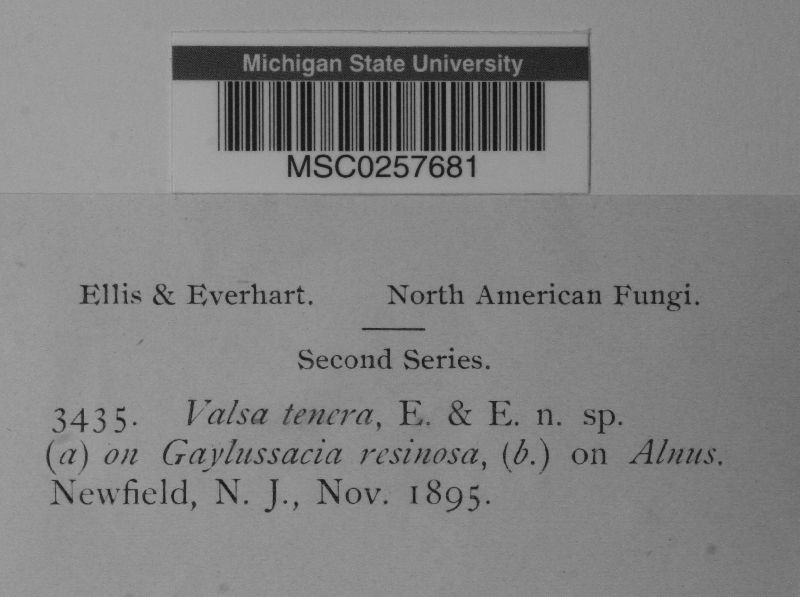 Michigan State University
MSC0257681
Ellis & Everhart. North American Fungi.
Second Series.
3435. Valsa tenera, E. & E. n. sp.
(a) on Gaylussacia resinosa, (b.) on Alnus.
Newfield, N. J., Nov. 1895.